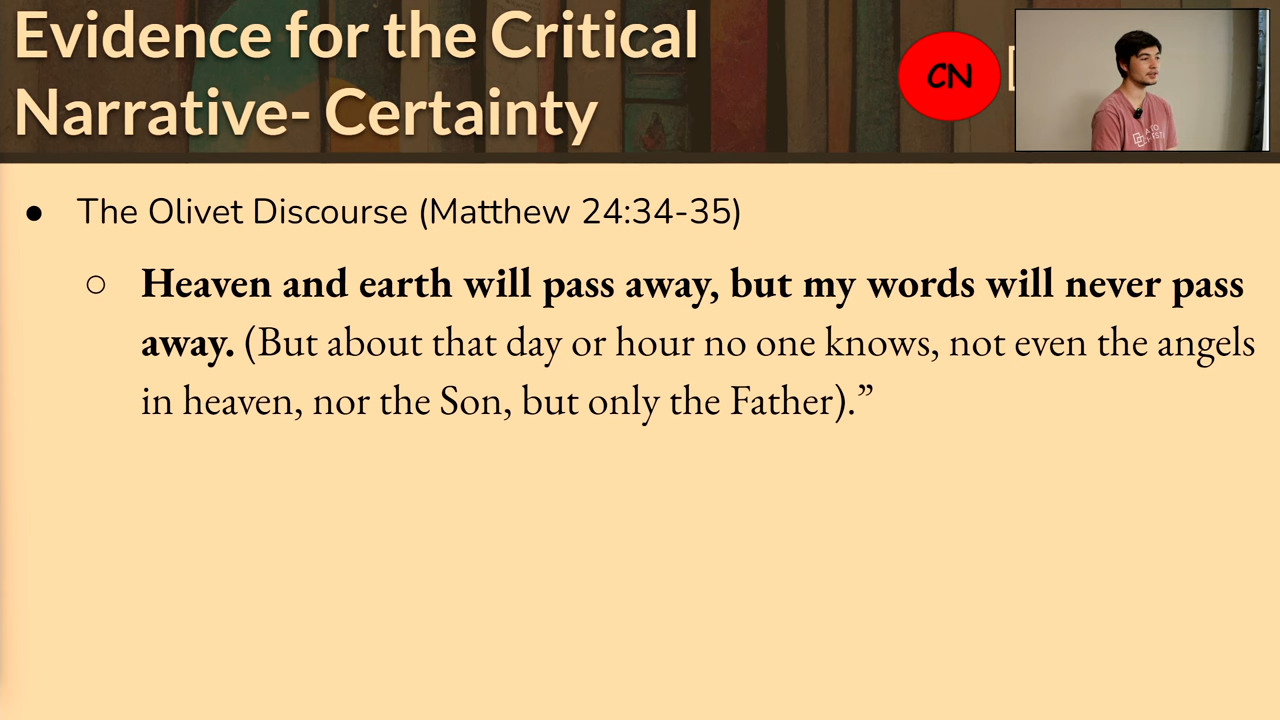 Evidence for the Critical
Narrative- Certainty
CN
● The Olivet Discourse (Matthew 24:34-35)
○ Heaven and earth will pass away, but my words will never pass
away. (But about that day or hour no one knows, not even the angels
in heaven, nor the Son, but only the Father).”